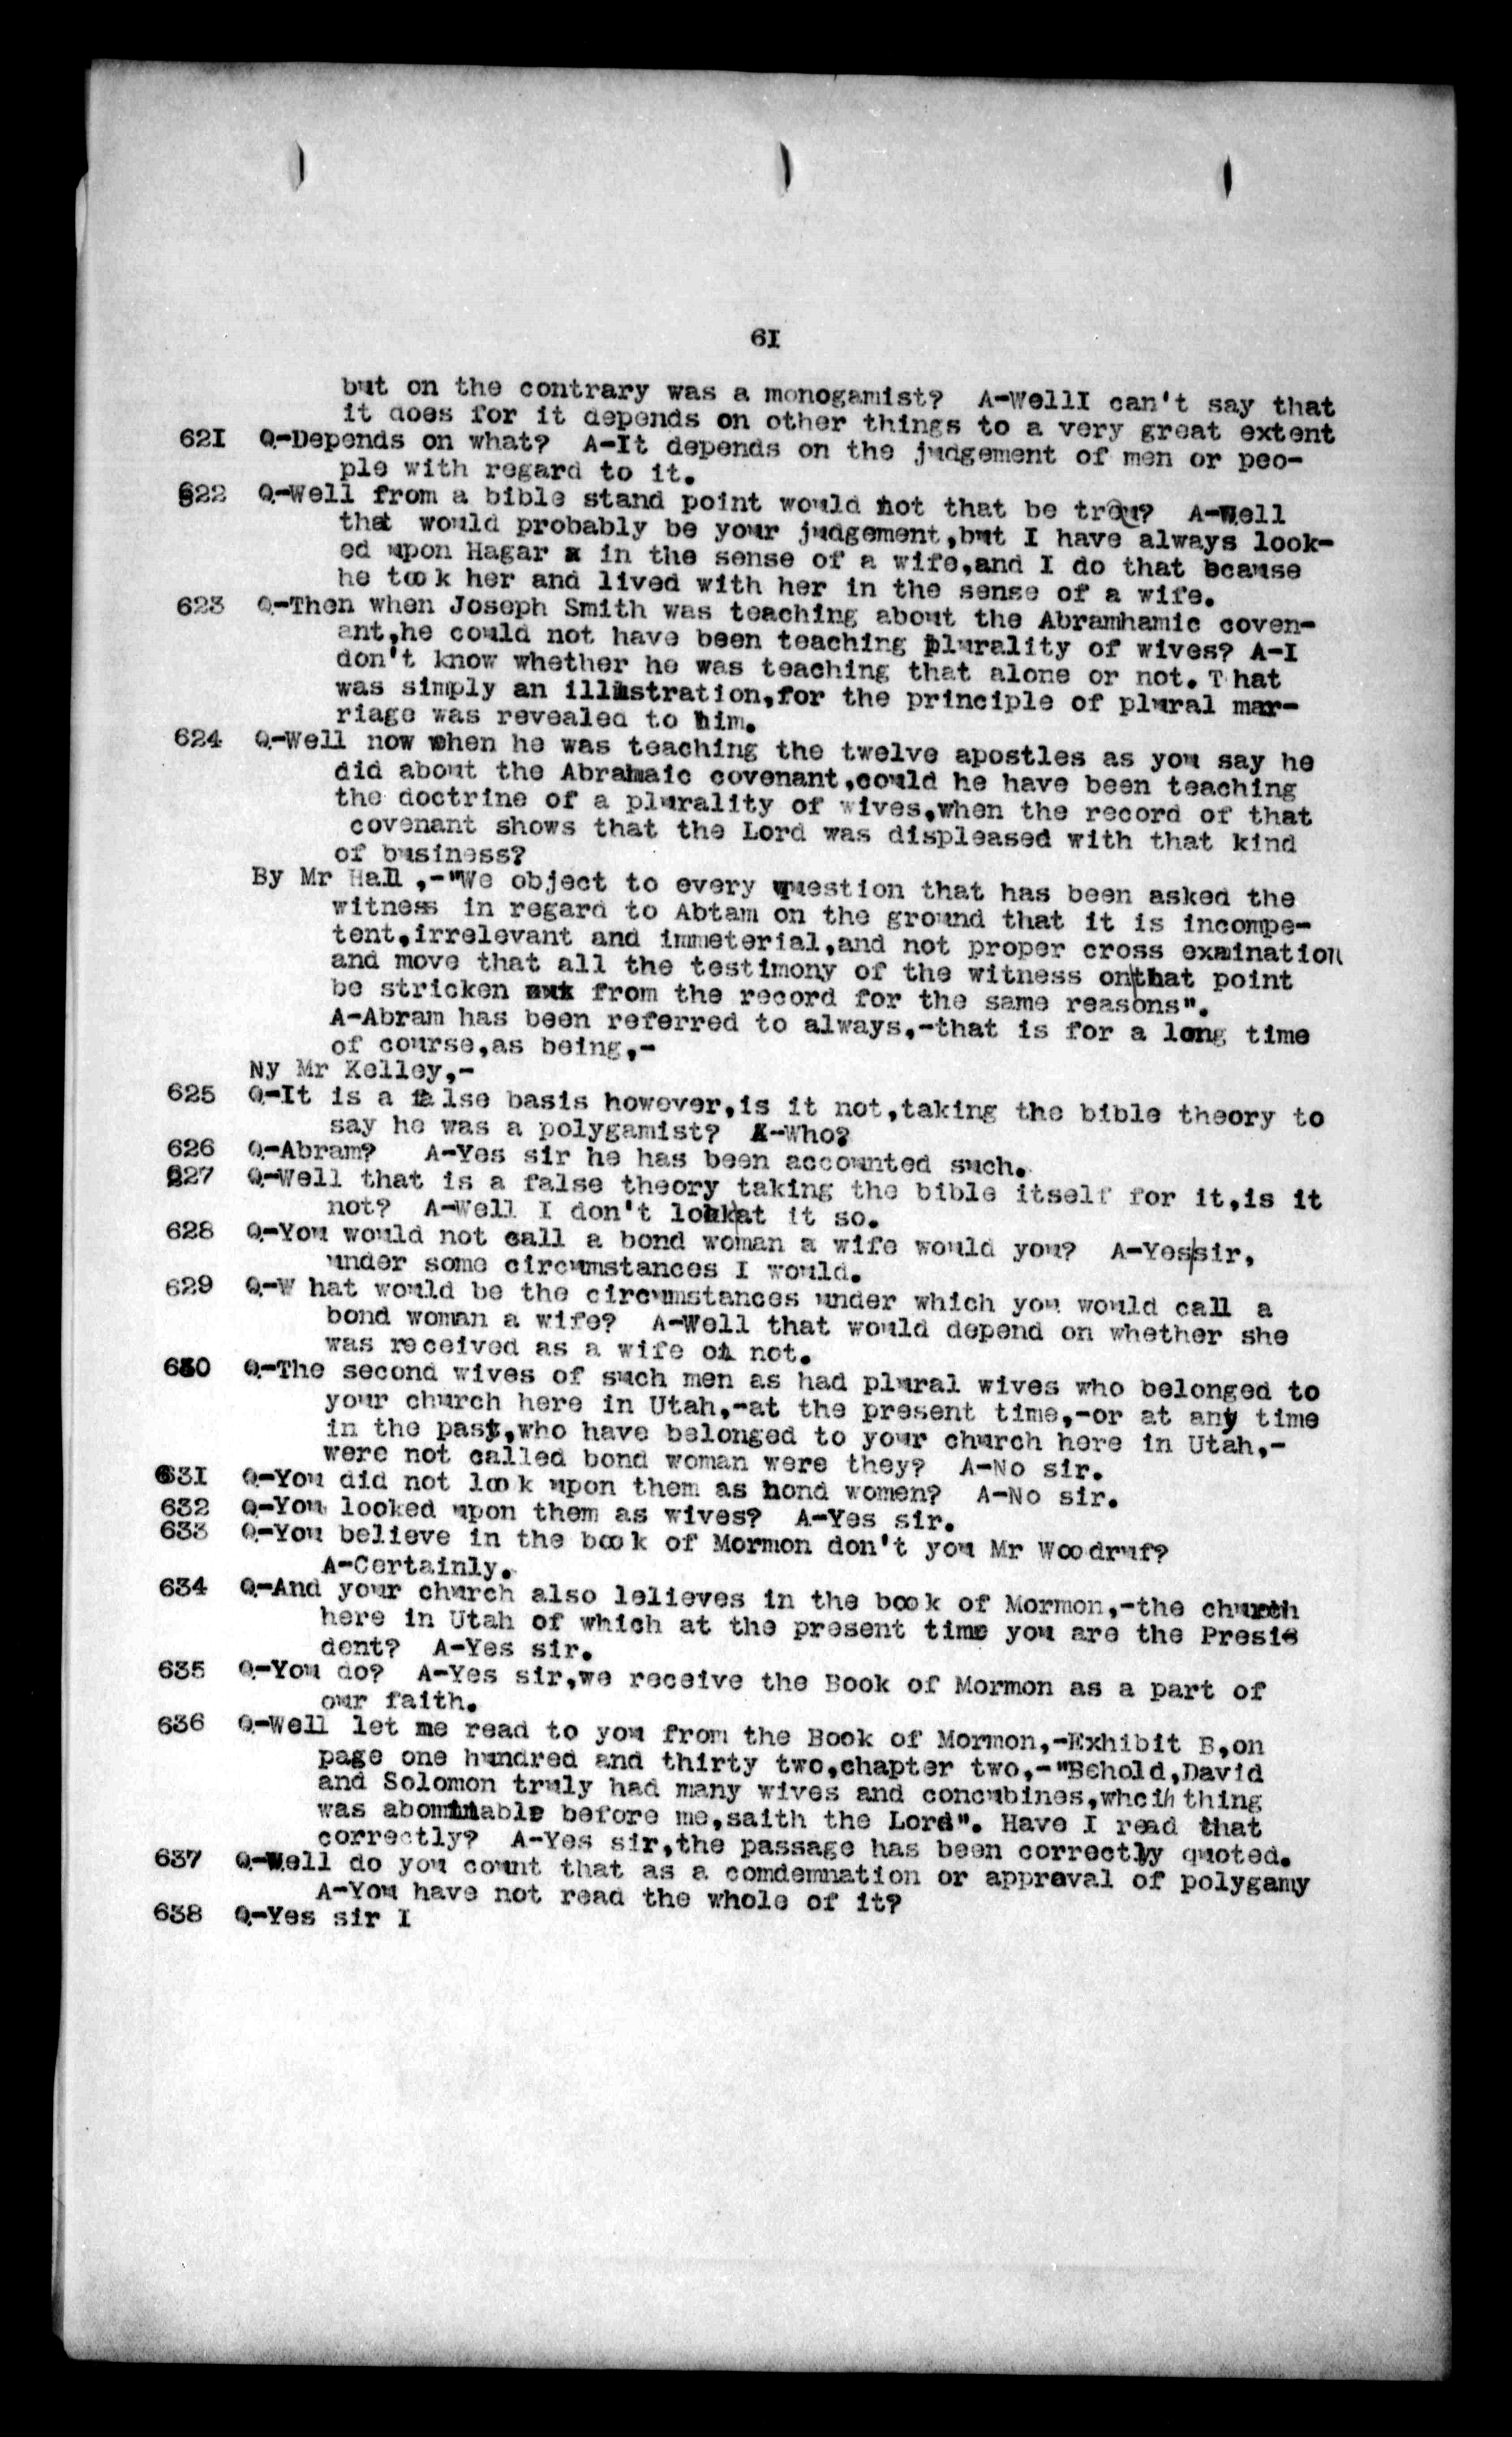 61
but on the contrary was a monogamist? A-WellI can't say that
it does for it depends on other things to a very great extent
621 Q-Depends on what? A-It depends on the judgement of men or peo-
ple with regard to it.
622 Q-Well from a bible stand point would not that be true? A-Well
that would probably be your judgement,but I have always look-
ed upon Hagar x in the sense of a wife,and I do that bcause
he took her and lived with her in the sense of a wife.
623 Q-Then when Joseph Smith was teaching about the Abramhamic coven-
ant,he could not have been teaching plurality of wives? A-I
don't know whether he was teaching that alone or not. That
was simply an illustration,for the principle of plural mar-
riage was revealed to him.
624 Q-Well now when he was teaching the twelve apostles as you say he
did about the Abrahaic covenant,could he have been teaching
the doctrine of a plurality of wives,when the record of that
covenant shows that the Lord was displeased with that kind
of business?
By Mr Hall ,-"We object to every question that has been asked the
witness in regard to Abtam on the ground that it is incompe-
tent,irrelevant and immeterial,and not proper cross examination
and move that all the testimony of the witness on that point
be stricken out from the record for the same reasons".
A-Abram has been referred to always,-that is for a long time
of course,as being,-
Ny Mr Kelley,-
625 Q-It is a false basis however,is it not,taking the bible theory to
say he was a polygamist? A-Who?
626 Q-Abram? A-Yes sir he has been accounted such.
627 Q-Well that is a false theory taking the bible itself for it,is it
not? A-Well I don't look at it so.
628 Q-You would not call a bond woman a wife would you? A-Yes sir,
under some circumstances I would.
629 Q-W hat would be the circumstances under which you would call a
bond woman a wife? A-Well that would depend on whether she
was received as a wife or not.
630 Q-The second wives of such men as had plural wives who belonged to
your church here in Utah,-at the present time,-or at any time
in the past,who have belonged to your church here in Utah,-
were not called bond woman were they? A-No sir.
631 Q-You did not look upon them as bond women? A-No sir.
632 Q-You looked upon them as wives? A-Yes sir.
633 Q-You believe in the book of Mormon don't you Mr Woodruf?
A-Certainly.
634 Q-And your church also lelieves in the book of Mormon,-the church
here in Utah of which at the present time you are the Presi-
dent? A-Yes sir.
635 Q-You do? A-Yes sir,we receive the Book of Mormon as a part of
our faith.
636 Q-Well let me read to you from the Book of Mormon,-Exhibit B,on
page one hundred and thirty two,chapter two,-"Behold,David
and Solomon truly had many wives and concubines,whcih thing
was abominable before me,saith the Lord". Have I read that
correctly? A-Yes sir,the passage has been correctly quoted.
637 Q-Well do you count that as a comdemnation or approval of polygamy
A-You have not read the whole of it?
638 Q-Yes sir I